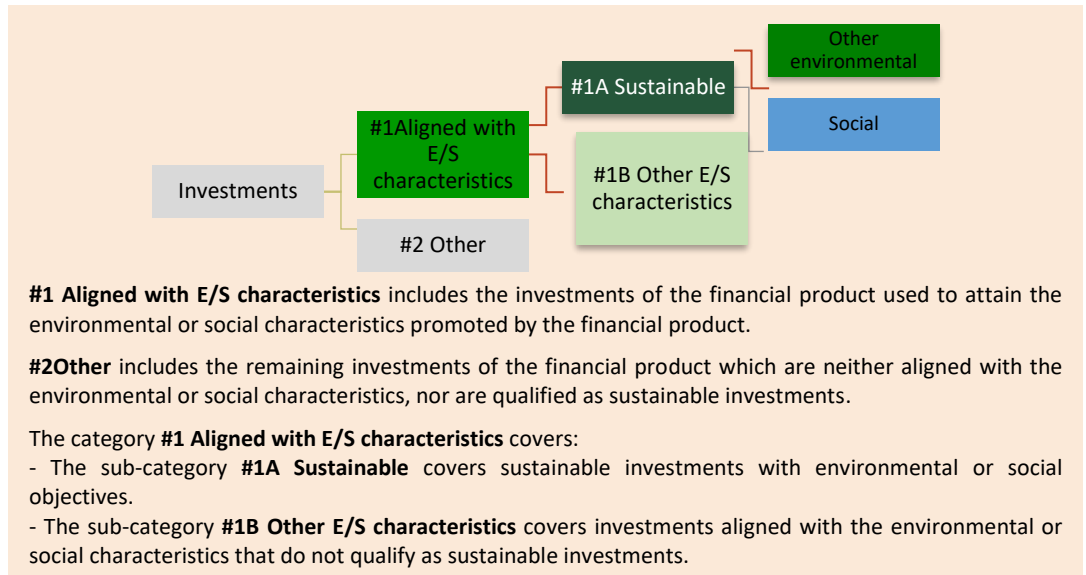 Other
environmental
#1A Sustainable
Social
#1Aligned with
E/S
characteristics
#1B Other E/S
characteristics
Investments
#2 Other
#1 Aligned with E/S characteristics includes the investments of the financial product used to attain the
environmental or social characteristics promoted by the financial product.
#2Other includes the remaining investments of the financial product which are neither aligned with the
environmental or social characteristics, nor are qualified as sustainable investments.
The category #1 Aligned with E/S characteristics covers:
- The sub-category #1A Sustainable covers sustainable investments with environmental or social
objectives.
- The sub-category #1B Other E/S characteristics covers investments aligned with the environmental or
social characteristics that do not qualify as sustainable investments.